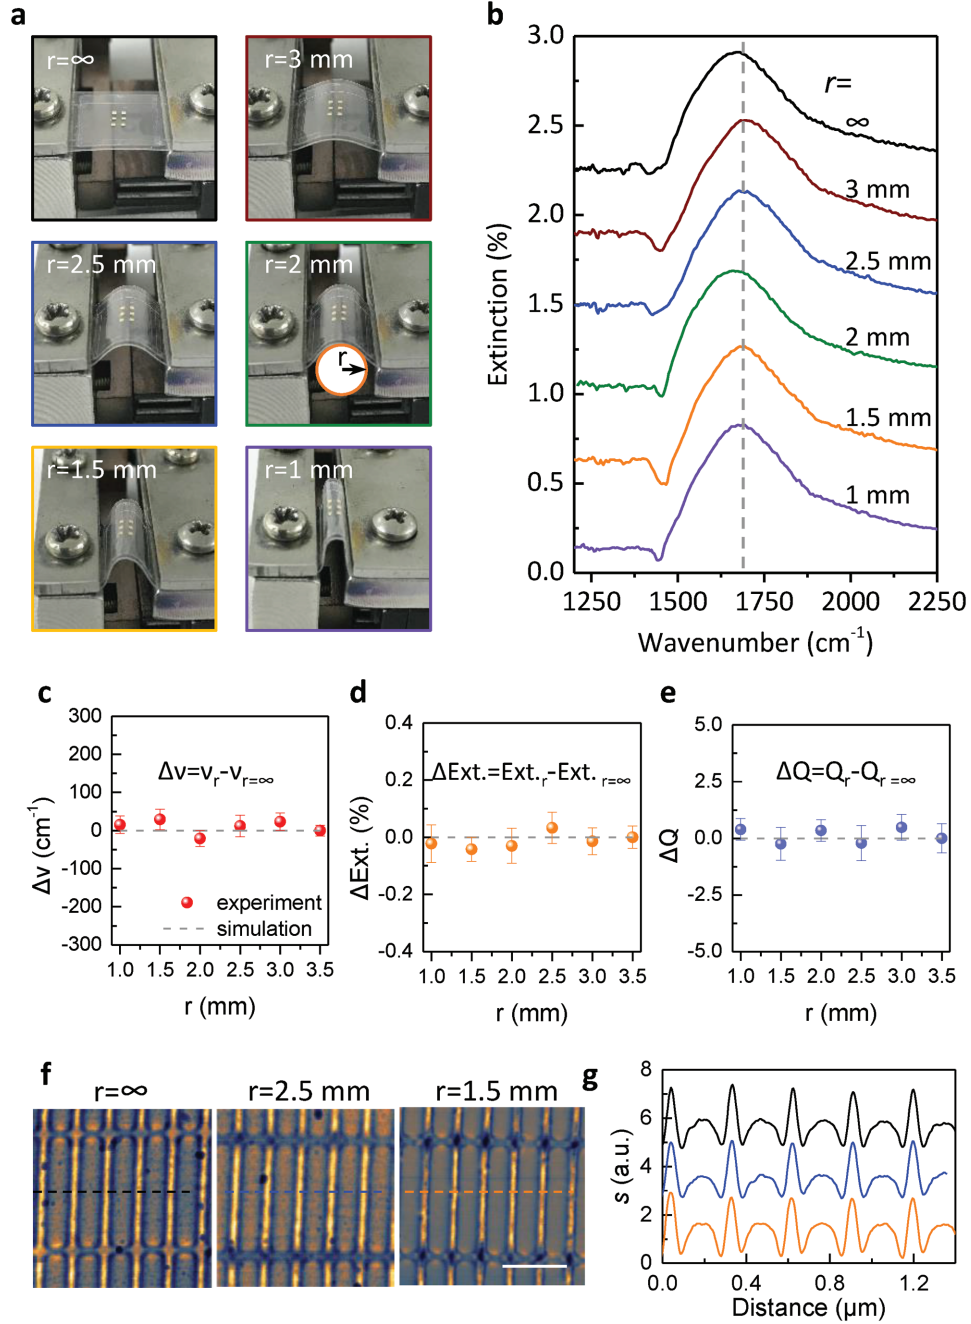 a
r=∞
r=3 mm
r=2.5 mm
r=2 mm
r
r=1.5 mm
r=1 mm
b
3.0
2.5
2.0
1.5
1.0
0.5
0.0
Extinction (%)
r=
∞
3 mm
2.5 mm
2 mm
1.5 mm
1 mm
1250 1500 1750 2000 2250
Wavenumber (cm⁻¹)
c
300
200
100
0
-100
-200
-300
Δν (cm⁻¹)
Δν=νᵣ-νᵣ₌∞
experiment
simulation
1.0 1.5 2.0 2.5 3.0 3.5
r (mm)
d
0.4
0.2
0.0
-0.2
-0.4
ΔExt. (%)
ΔExt.=Ext.ᵣ-Ext. ᵣ₌∞
1.0 1.5 2.0 2.5 3.0 3.5
r (mm)
e
5.0
2.5
0.0
-2.5
-5.0
ΔQ
ΔQ=Qᵣ-Qᵣ ₌∞
1.0 1.5 2.0 2.5 3.0 3.5
r (mm)
f
r=∞
r=2.5 mm
r=1.5 mm
g
8
6
4
2
0
s (a.u.)
0.0 0.4 0.8 1.2
Distance (μm)